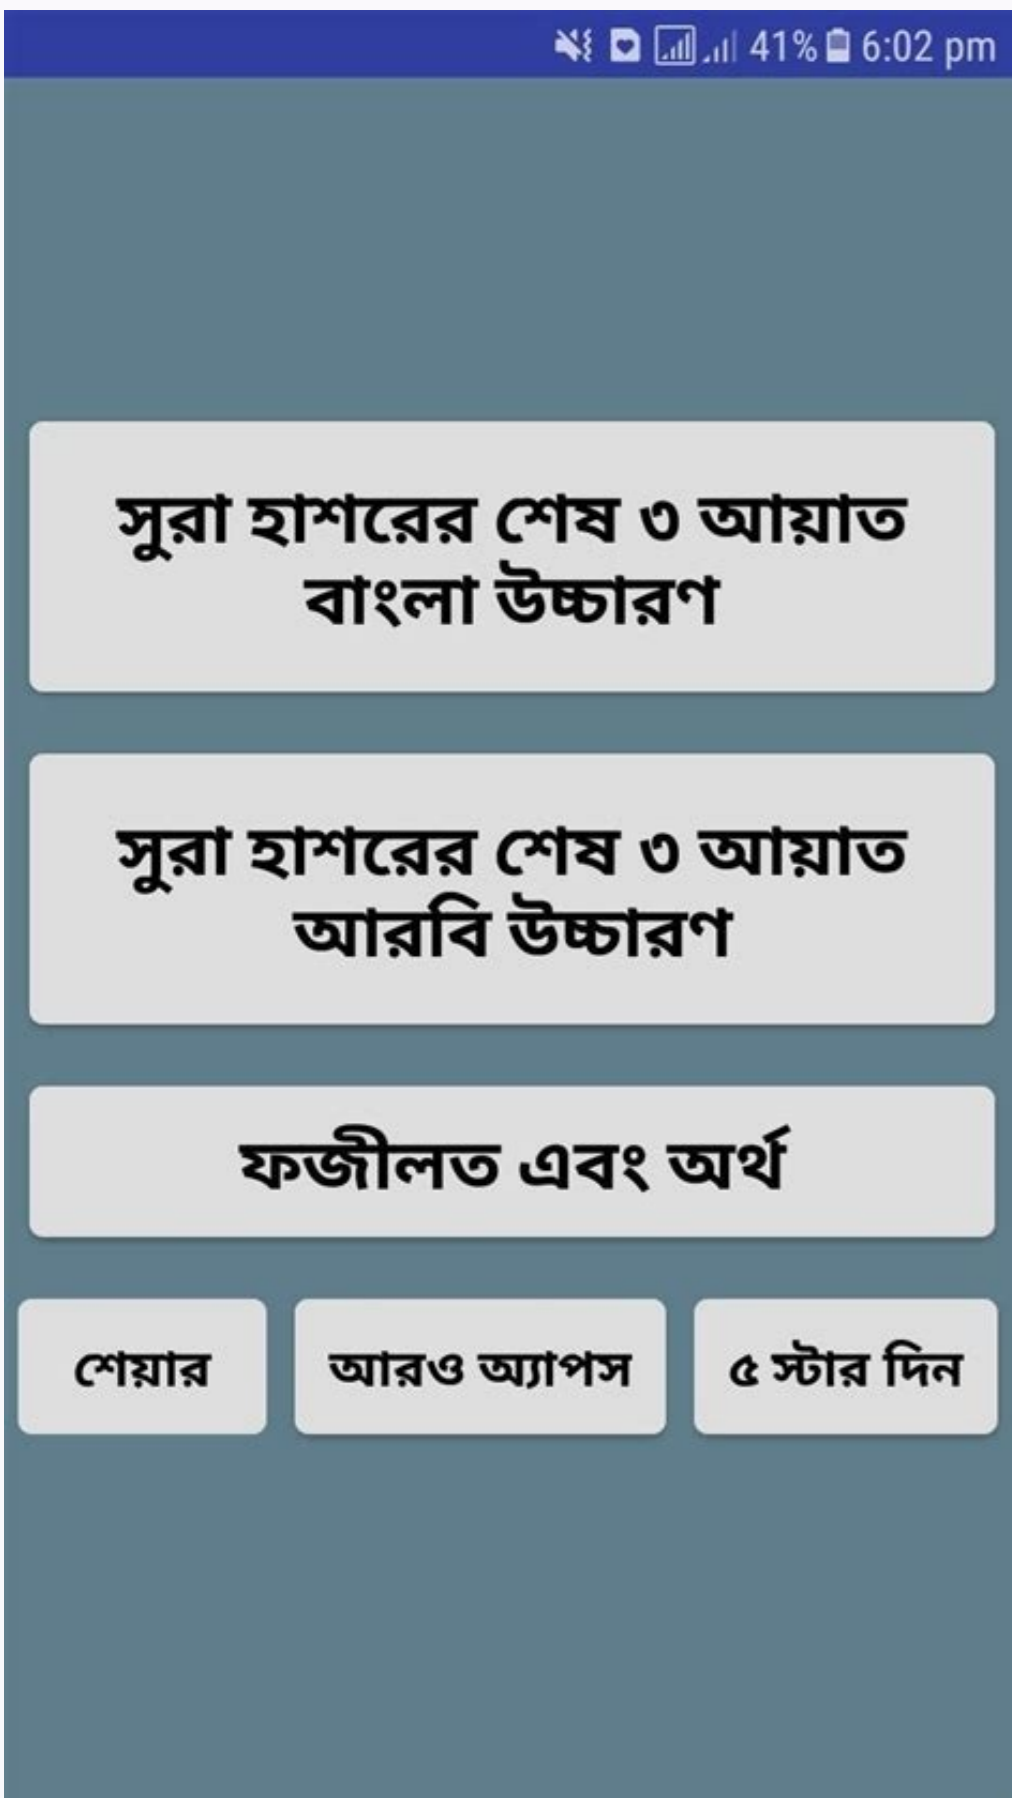 41% 6:02 pm
সুরা হাশরের শেষ ৩ আয়াত
বাংলা উচ্চারণ
সুরা হাশরের শেষ ৩ আয়াত
আরবি উচ্চারণ
ফজীলত এবং অর্থ
শেয়ার
আরও অ্যাপস
৫ স্টার দিন